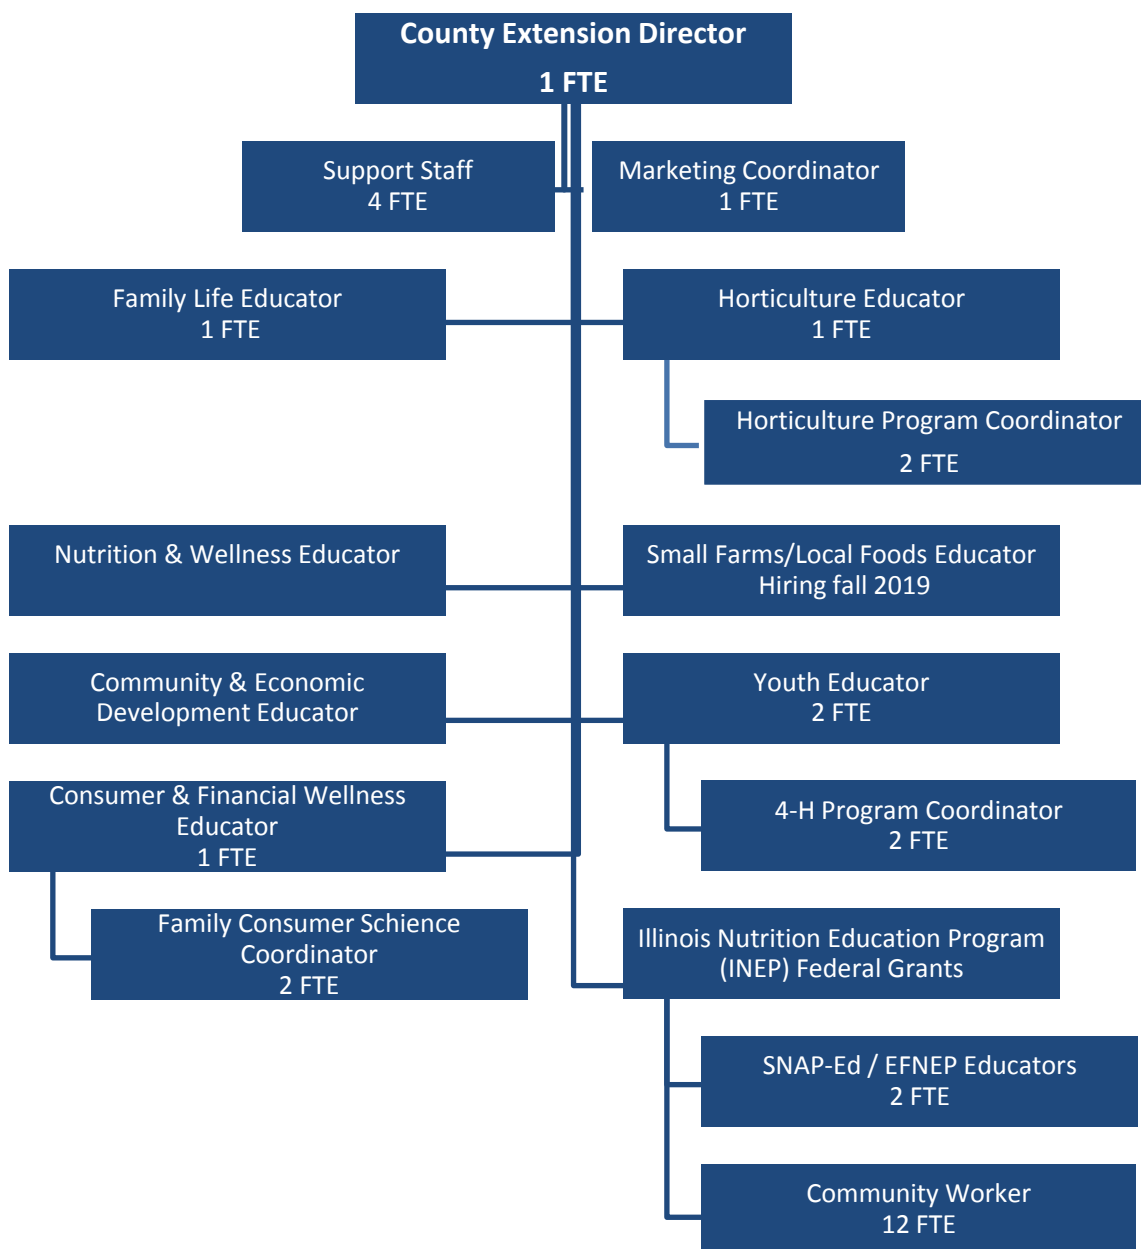 County Extension Director
1 FTE
Support Staff
4 FTE
Marketing Coordinator
1 FTE
Family Life Educator
1 FTE
Horticulture Educator
1 FTE
Horticulture Program Coordinator
2 FTE
Nutrition & Wellness Educator
Small Farms/Local Foods Educator
Hiring fall 2019
Community & Economic
Development Educator
Youth Educator
2 FTE
Consumer & Financial Wellness
Educator
1 FTE
4-H Program Coordinator
2 FTE
Family Consumer Schience
Coordinator
2 FTE
Illinois Nutrition Education Program
(INEP) Federal Grants
SNAP-Ed / EFNEP Educators
2 FTE
Community Worker
12 FTE